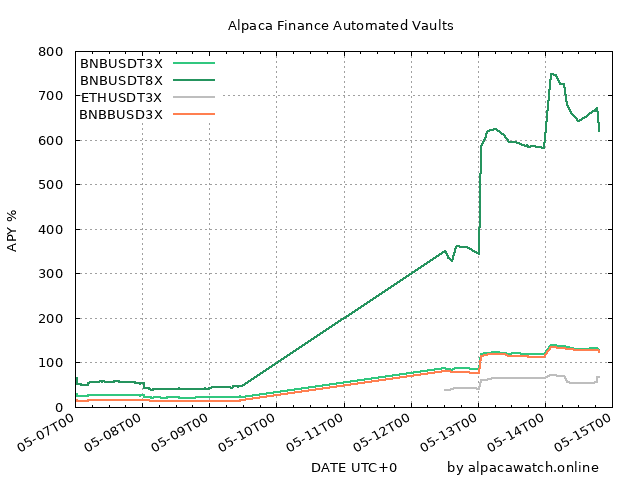 Alpaca Finance Automated Vaults
BNBUSDT3X
BNBUSDT8X
ETHUSDT3X
BNBBUSD3X
APY %
800
700
600
500
400
300
200
100
0
05-07T00
05-08T00
05-09T00
05-10T00
05-11T00
05-12T00
05-13T00
05-14T00
05-15T00
DATE UTC+0
by alpacawatch.online